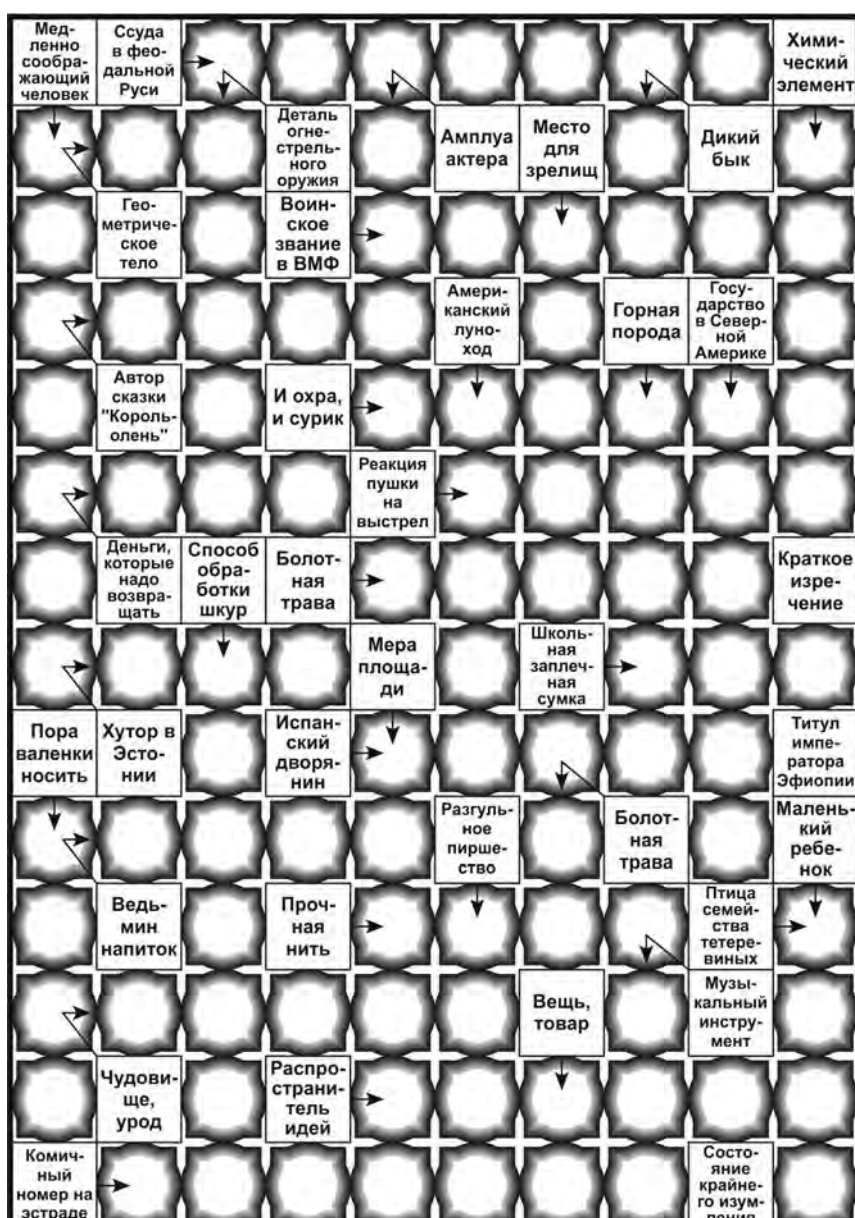 Мед-
ленно
сообра-
жающий
человек
Ссуда
в фео-
дальной
Руси
Хими-
ческий
элемент
Деталь
огне-
стрель-
ного
оружия
Амплуа
актера
Место
для
зрелищ
Дикий
бык
Гео-
метриче-
ское
тело
Воин-
ское
звание
в ВМФ
Амери-
канский
луно-
ход
Горная
порода
Госу-
дарство
в Север-
ной
Америке
Автор
сказки
"Король-
олень"
И охра,
и сурик
Реакция
пушки
на
выстрел
Деньги,
которые
надо
возвра-
щать
Способ
обра-
ботки
шкур
Болот-
ная
трава
Краткое
изре-
чение
Мера
площа-
ди
Школь-
ная
заплеч-
ная
сумка
Пора
валенки
носить
Хутор в
Эсто-
нии
Испан-
ский
дворя-
нин
Титул
импе-
ратора
Эфиопии
Разгуль-
ное
пирше-
ство
Болот-
ная
трава
Малень-
кий
ребе-
нок
Ведь-
мин
напиток
Проч-
ная
нить
Птица
семей-
ства
тетере-
виных
Вещь,
товар
Музы-
кальный
инстру-
мент
Чудови-
ще,
урод
Распро-
страни-
тель
идей
Комич-
ный
номер на
эстраде
Состо-
яние
крайне-
го изум-
ления